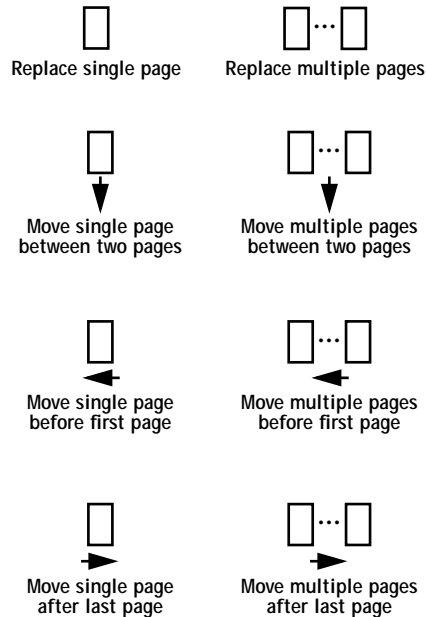 Replace single page
Replace multiple pages
Move single page
between two pages
Move multiple pages
between two pages
Move single page
before first page
Move multiple pages
before first page
Move single page
after last page
Move multiple pages
after last page